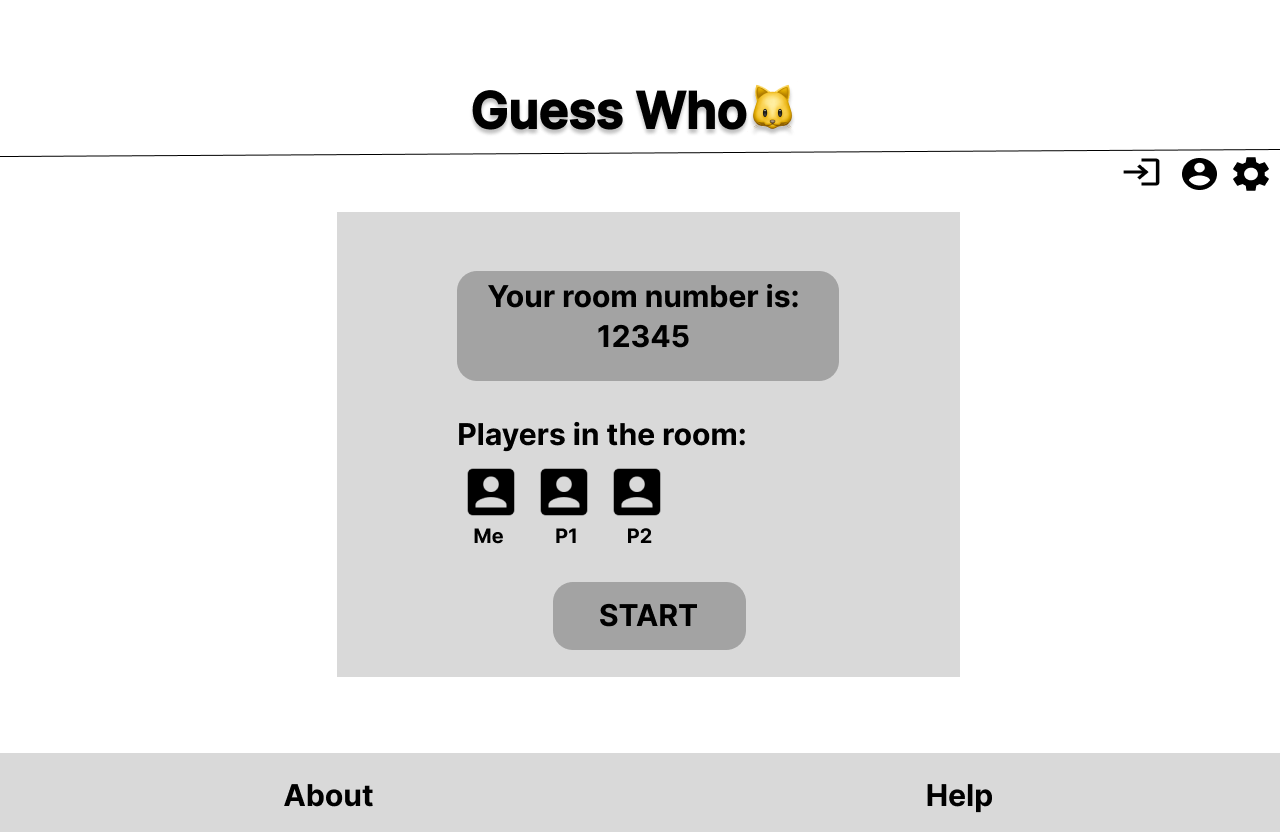 Guess Who🐱
Your room number is:
12345
Players in the room:
Me P1 P2
START
About Help